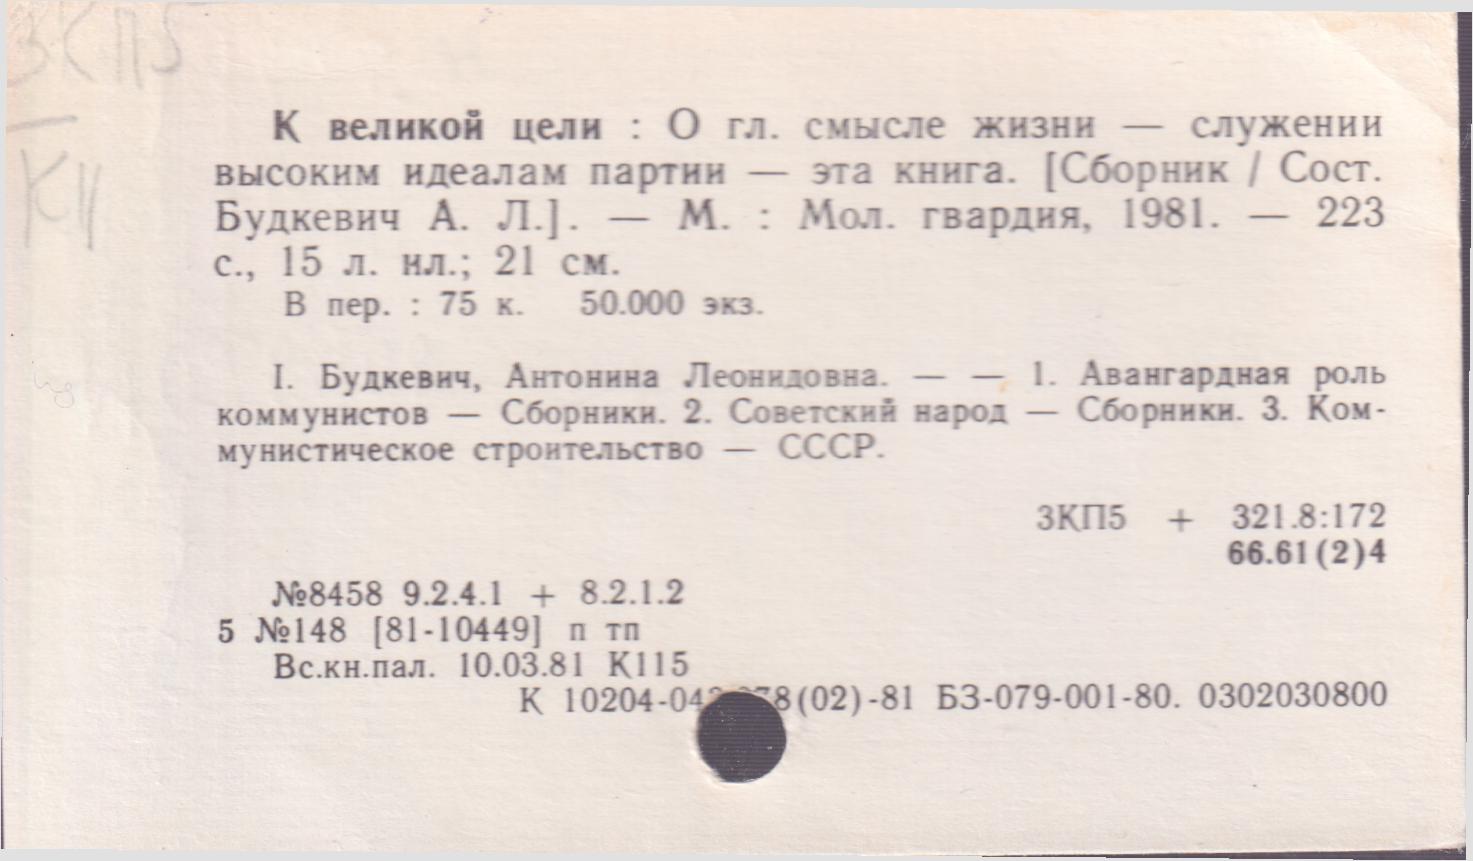 3КП5
К
К великой цели : О гл. смысле жизни — служении
высоким идеалам партии — эта книга. [Сборник / Сост.
Будкевич А. Л.]. — М. : Мол. гвардия, 1981. — 223
с., 15 л. ил.; 21 см.
В пер. : 75 к. 50.000 экз.
I. Будкевич, Антонина Леонидовна. — — 1. Авангардная роль
коммунистов — Сборники. 2. Советский народ — Сборники. 3. Ком-
мунистическое строительство — СССР.
3КП5 + 321.8:172
66.61(2)4
№8458 9.2.4.1 + 8.2.1.2
5 №148 [81-10449] п тп
Вс.кн.пал. 10.03.81 К115
К (02)-81 БЗ-079-001-80. 0302030800